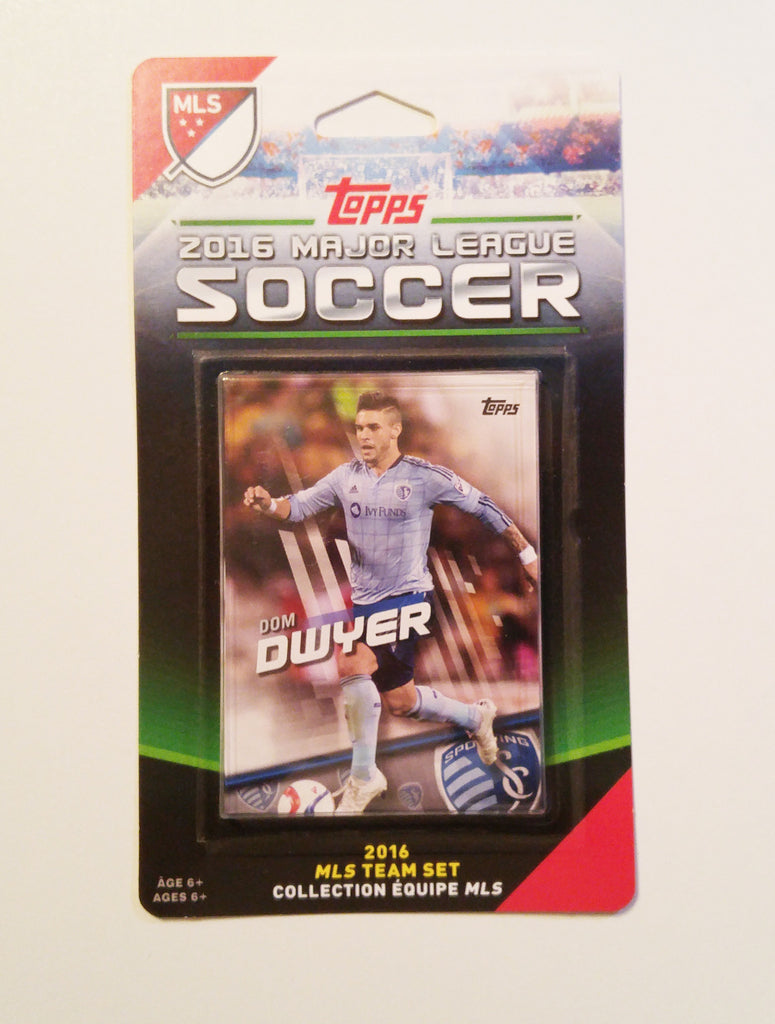 MLS
TOPPS
2016 MAJOR LEAGUE
SOCCER
TOPPS
IVY FUNDS
DOM
DWYER
SPORTING
2016
MLS TEAM SET
COLLECTION ÉQUIPE MLS
ÂGE 6+
AGES 6+